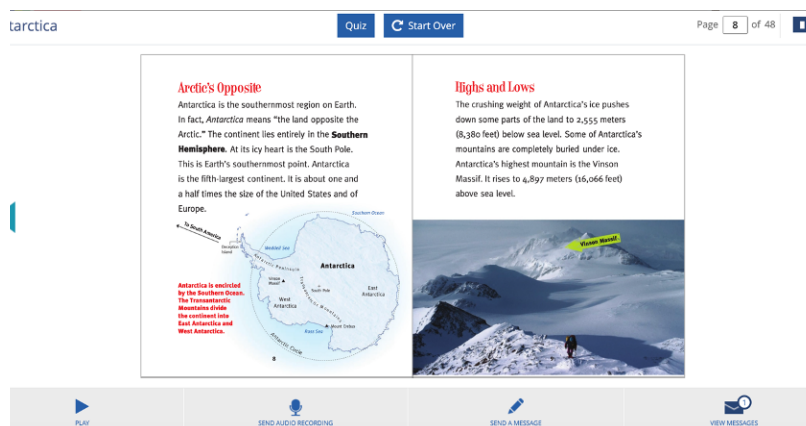 tarctica
Quiz
Start Over
Page 8 of 48
Arctic's Opposite
Antarctica is the southernmost region on Earth.
In fact, Antarctica means "the land opposite the
Arctic." The continent lies entirely in the Southern
Hemisphere. At its icy heart is the South Pole.
This is Earth's southernmost point. Antarctica
is the fifth-largest continent. It is about one and
a half times the size of the United States and of
Europe.
To South America
Southern Ocean
Deception
Island
Weddell Sea
Antarctic Peninsula
Antarctica
Vinson
Massif
South Pole
East
Antarctica
West
Antarctica
Transantarctic Mountains
Mount Erebus
Ross Sea
Antarctic Circle
Antarctica is encircled
by the Southern Ocean.
The Transantarctic
Mountains divide
the continent into
East Antarctica and
West Antarctica.
8
Highs and Lows
The crushing weight of Antarctica's ice pushes
down some parts of the land to 2,555 meters
(8,380 feet) below sea level. Some of Antarctica's
mountains are completely buried under ice.
Antarctica's highest mountain is the Vinson
Massif. It rises to 4,897 meters (16,066 feet)
above sea level.
Vinson Massif
PLAY
SEND AUDIO RECORDING
SEND A MESSAGE
1
VIEW MESSAGES